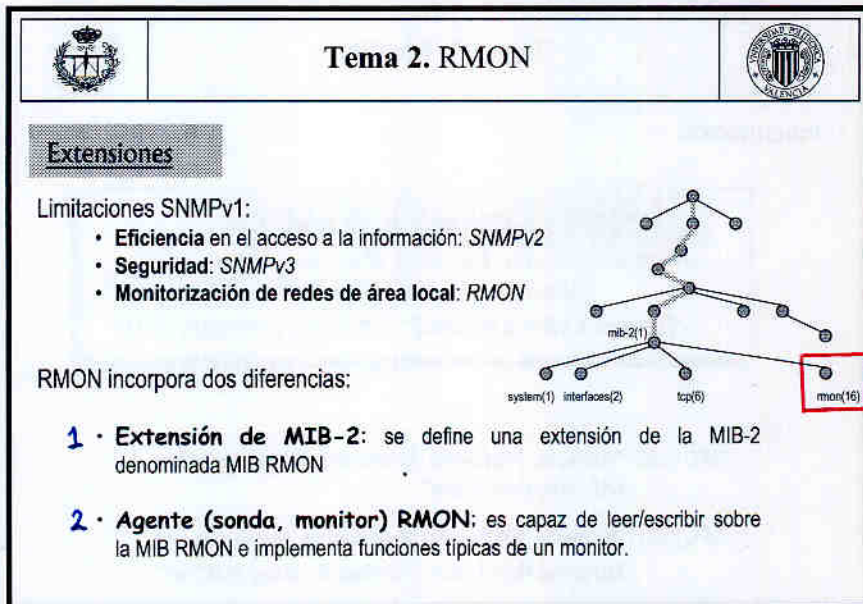 Tema 2. RMON
UNIVERSIDAD POLITECNICA
VALENCIA
Extensiones
Limitaciones SNMPv1:
• Eficiencia en el acceso a la información: SNMPv2
• Seguridad: SNMPv3
• Monitorización de redes de área local: RMON
mib-2(1)
system(1) interfaces(2) tcp(6) rmon(16)
RMON incorpora dos diferencias:
1 · Extensión de MIB-2: se define una extensión de la MIB-2
denominada MIB RMON
2 · Agente (sonda, monitor) RMON: es capaz de leer/escribir sobre
la MIB RMON e implementa funciones típicas de un monitor.